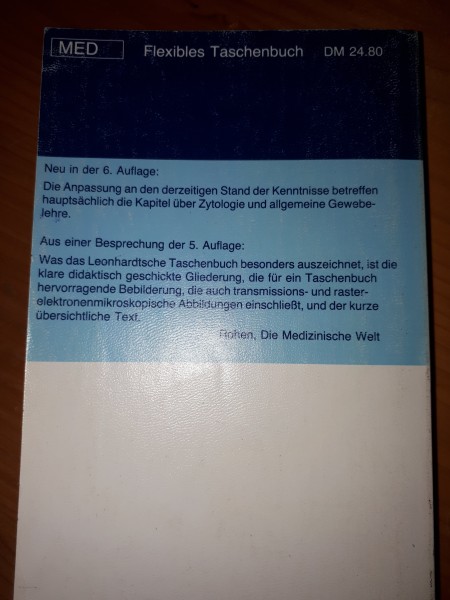 MED Flexibles Taschenbuch DM 24.80
Neu in der 6. Auflage:
Die Anpassung an den derzeitigen Stand der Kenntnisse betreffen
hauptsächlich die Kapitel über Zytologie und allgemeine Gewebe-
lehre.
Aus einer Besprechung der 5. Auflage:
Was das Leonhardtsche Taschenbuch besonders auszeichnet, ist die
klare didaktisch geschickte Gliederung, die für ein Taschenbuch
hervorragende Bebilderung, die auch transmissions- und raster-
elektronenmikroskopische Abbildungen einschließt, und der kurze
übersichtliche Text.
Rohen, Die Medizinische Welt